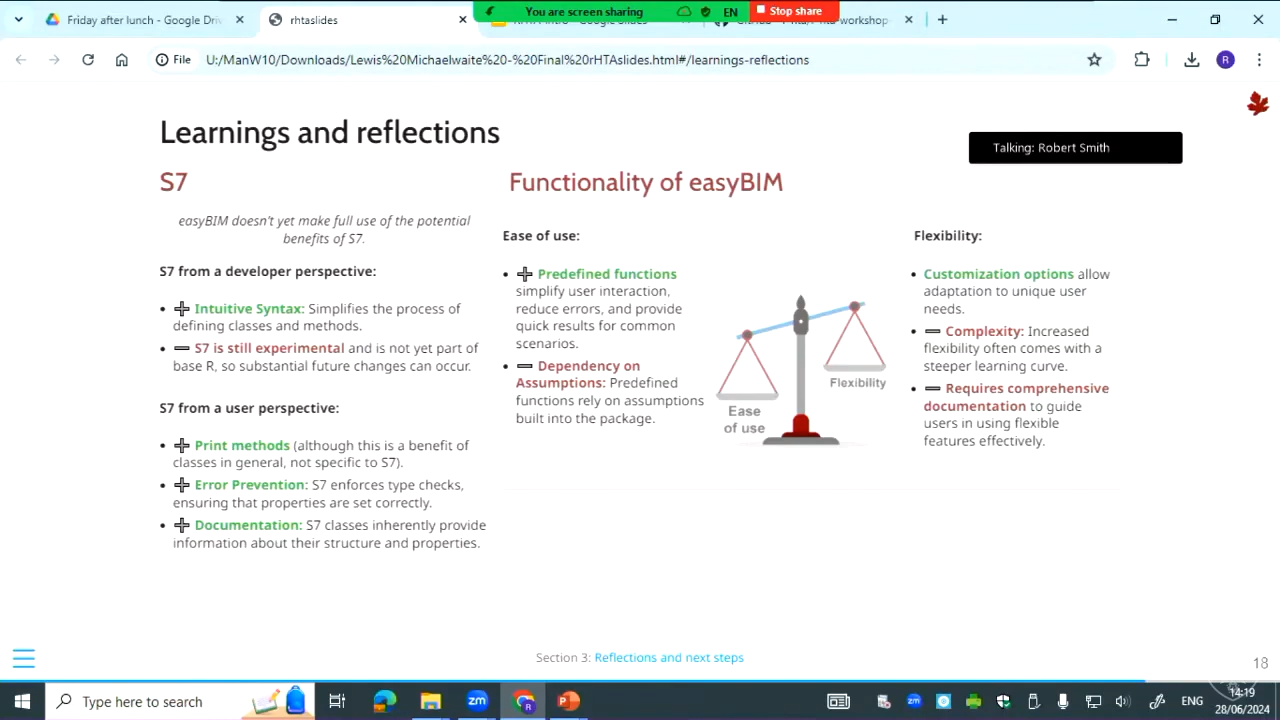 Friday after lunch - Google Driv
rhtaslides
You are screen sharing
EN
Stop share
File
U:/ManW10/Downloads/Lewis%20Michaelwaite%20-%20Final%20rHTAslides.html#/learnings-reflections
R
Learnings and reflections
Talking: Robert Smith
S7
easyBIM doesn't yet make full use of the potential
benefits of S7.
S7 from a developer perspective:
• + Intuitive Syntax: Simplifies the process of
defining classes and methods.
• − S7 is still experimental and is not yet part of
base R, so substantial future changes can occur.
S7 from a user perspective:
• + Print methods (although this is a benefit of
classes in general, not specific to S7).
• + Error Prevention: S7 enforces type checks,
ensuring that properties are set correctly.
• + Documentation: S7 classes inherently provide
information about their structure and properties.
Functionality of easyBIM
Ease of use:
• + Predefined functions
simplify user interaction,
reduce errors, and provide
quick results for common
scenarios.
• − Dependency on
Assumptions: Predefined
functions rely on assumptions
built into the package.
Ease
of use
Flexibility
Flexibility:
• Customization options allow
adaptation to unique user
needs.
• − Complexity: Increased
flexibility often comes with a
steeper learning curve.
• − Requires comprehensive
documentation to guide
users in using flexible
features effectively.
Section 3: Reflections and next steps
18
Type here to search
zm
zm
ENG
14:19
28/06/2024